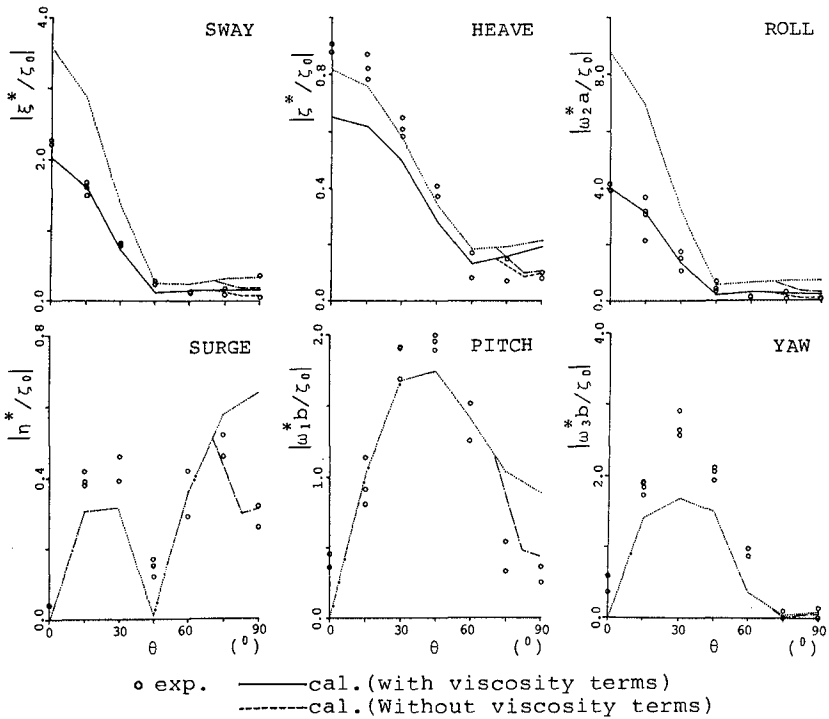 SWAY
HEAVE
ROLL
|ξ*/ζ0|
4.0
2.0
0.0
|ζ*/ζ0|
0.8
0.4
0.0
|ω2*a/ζ0|
8.0
4.0
0.0
SURGE
PITCH
YAW
|η*/ζ0|
0.8
0.4
0.0
|ω1*b/ζ0|
2.0
1.0
0.0
|ω3*b/ζ0|
4.0
2.0
0.0
0 30 60 90
θ (°)
0 30 60 90
θ (°)
0 30 60 90
θ (°)
o exp. cal.(with viscosity terms)
cal.(Without viscosity terms)